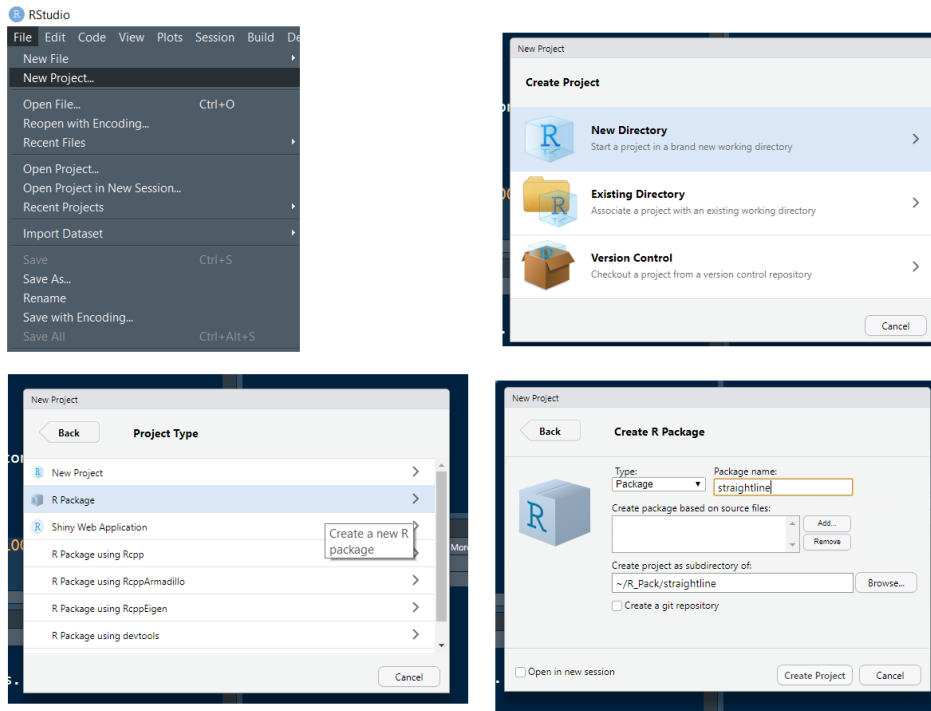 RStudio
File Edit Code View Plots Session Build De
New File
New Project...
Open File... Ctrl+O
Reopen with Encoding...
Recent Files
Open Project...
Open Project in New Session...
Recent Projects
Import Dataset
Save Ctrl+S
Save As...
Rename
Save with Encoding...
Save All Ctrl+Alt+S
New Project
Create Project
R
New Directory
Start a project in a brand new working directory
R
Existing Directory
Associate a project with an existing working directory
Version Control
Checkout a project from a version control repository
Cancel
New Project
Back Project Type
R New Project
R Package
R Shiny Web Application
Create a new R
package
R Package using Rcpp
R Package using RcppArmadillo
R Package using RcppEigen
R Package using devtools
Cancel
More
New Project
Back Create R Package
R
Type: Package name:
Package straightline
Create package based on source files:
Add...
Remove
Create project as subdirectory of:
~/R_Pack/straightline Browse...
Create a git repository
Open in new session
Create Project Cancel